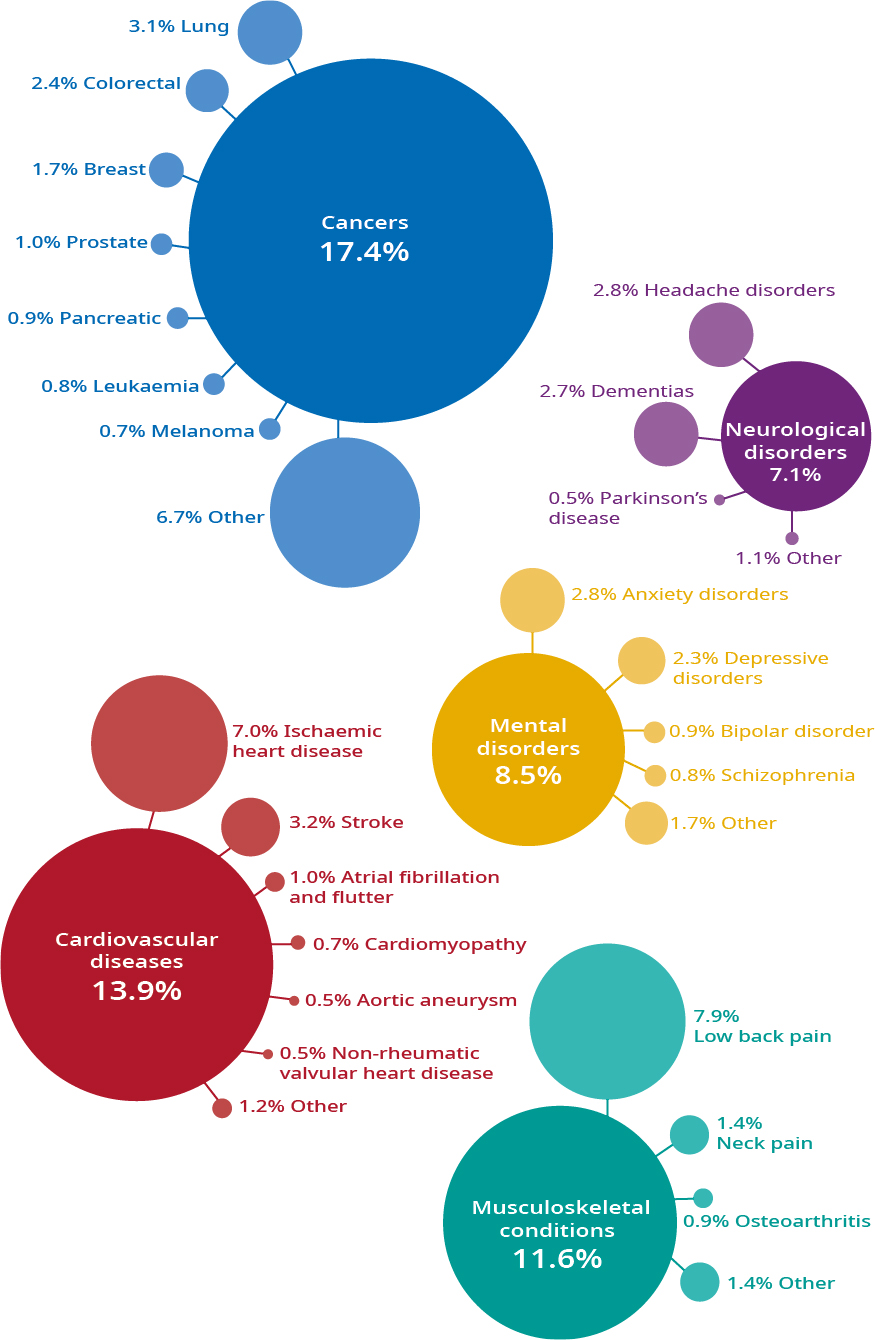 3.1% Lung
2.4% Colorectal
1.7% Breast
1.0% Prostate
0.9% Pancreatic
0.8% Leukaemia
0.7% Melanoma
6.7% Other
Cancers
17.4%
2.8% Headache disorders
2.7% Dementias
0.5% Parkinson’s
disease
1.1% Other
Neurological
disorders
7.1%
2.8% Anxiety disorders
2.3% Depressive
disorders
0.9% Bipolar disorder
0.8% Schizophrenia
1.7% Other
Mental
disorders
8.5%
7.0% Ischaemic
heart disease
3.2% Stroke
1.0% Atrial fibrillation
and flutter
0.7% Cardiomyopathy
0.5% Aortic aneurysm
0.5% Non-rheumatic
valvular heart disease
1.2% Other
Cardiovascular
diseases
13.9%
7.9%
Low back pain
1.4%
Neck pain
0.9% Osteoarthritis
1.4% Other
Musculoskeletal
conditions
11.6%